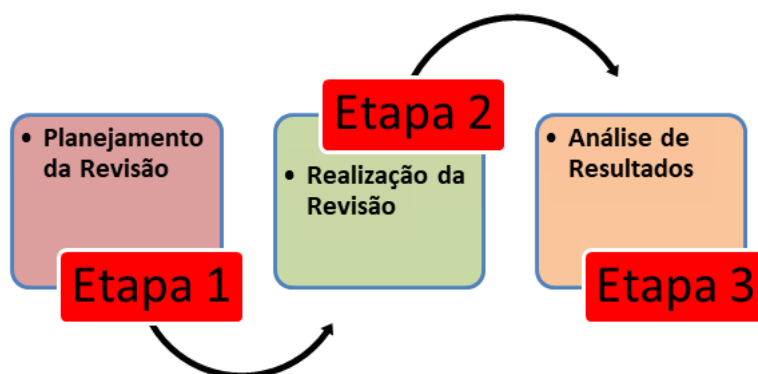 • Planejamento
da Revisão
Etapa 1
Etapa 2
• Realização da
Revisão
• Análise de
Resultados
Etapa 3